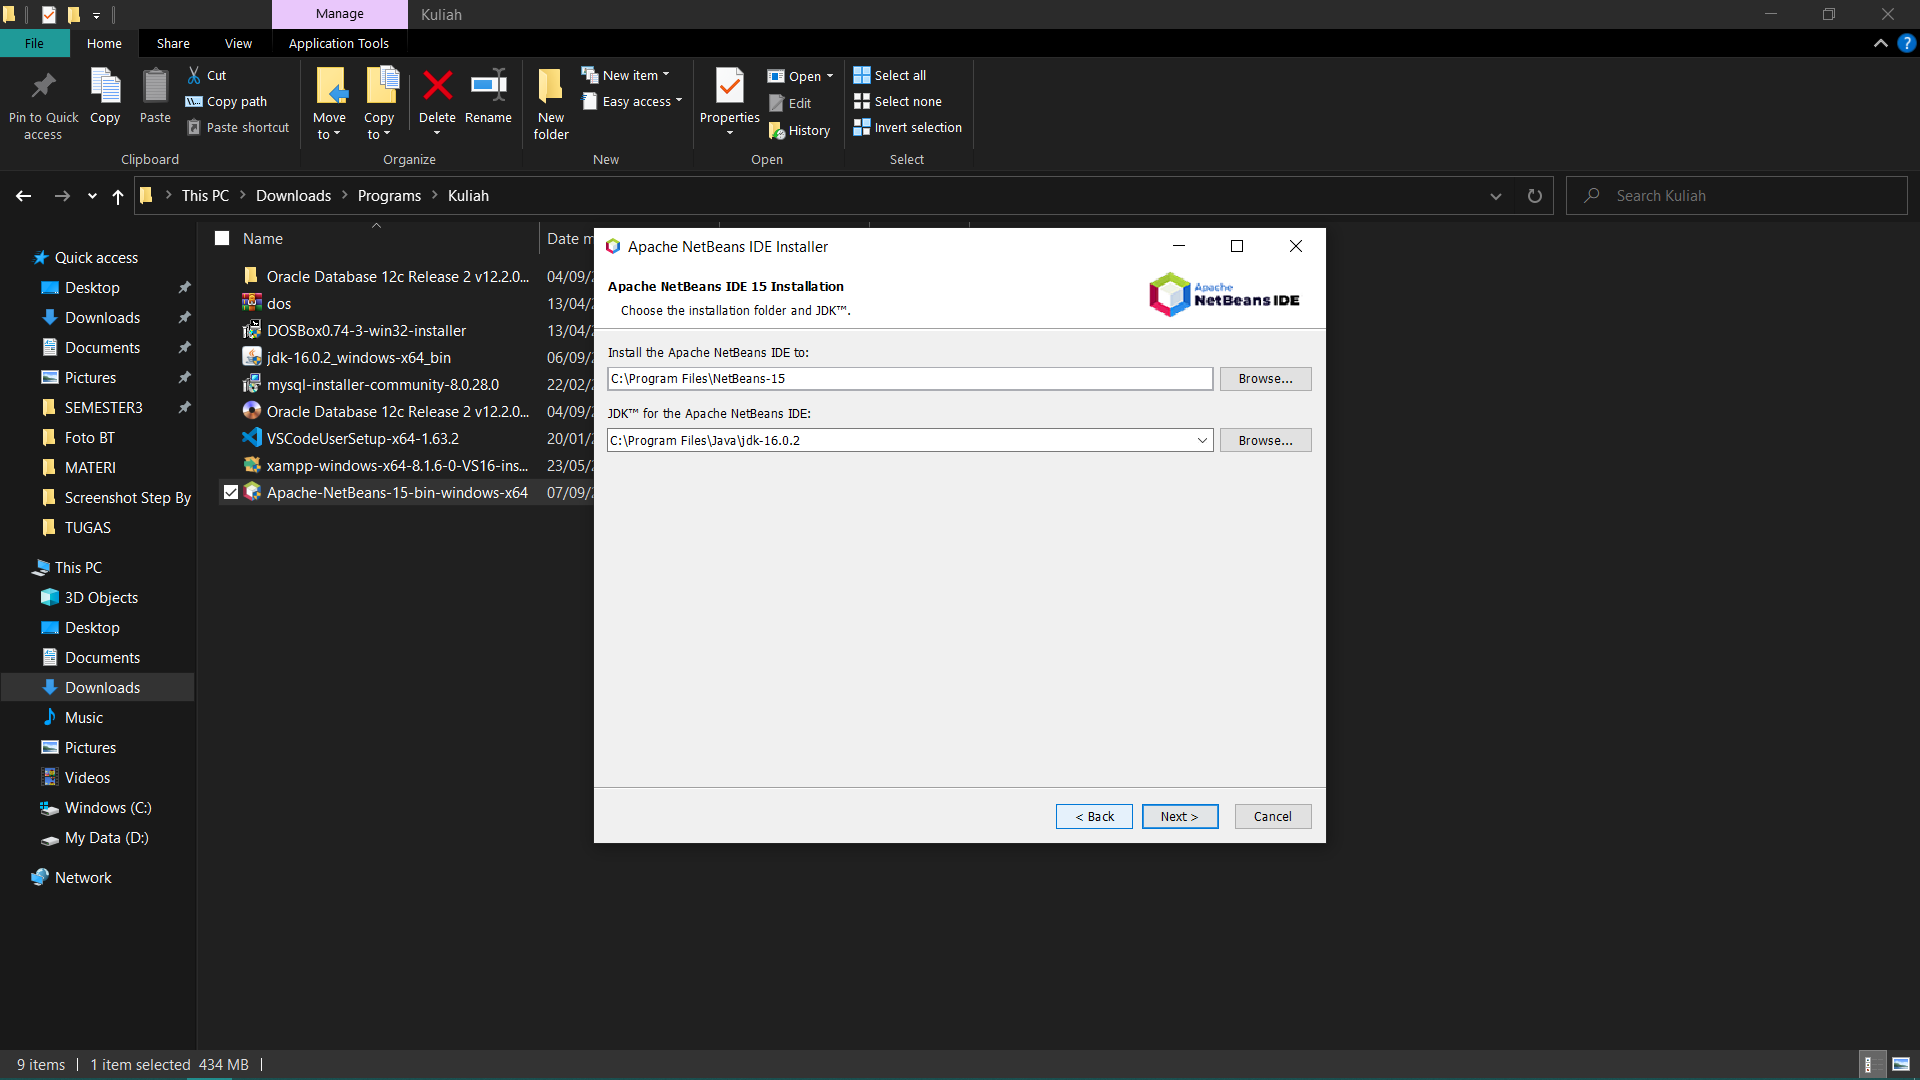 Manage
Kuliah
File
Home
Share
View
Application Tools
Pin to Quick access
Copy
Paste
Cut
Copy path
Paste shortcut
Clipboard
Move to
Copy to
Delete
Rename
Organize
New folder
New item
Easy access
New
Properties
Open
Edit
History
Open
Select all
Select none
Invert selection
Select
This PC
Downloads
Programs
Kuliah
Search Kuliah
Quick access
Desktop
Downloads
Documents
Pictures
SEMESTER3
Foto BT
MATERI
Screenshot Step By
TUGAS
This PC
3D Objects
Desktop
Documents
Downloads
Music
Pictures
Videos
Windows (C:)
My Data (D:)
Network
Name
Date m
Oracle Database 12c Release 2 v12.2.0... 04/09/
dos 13/04/
DOSBox0.74-3-win32-installer 13/04/
jdk-16.0.2_windows-x64_bin 06/09/
mysql-installer-community-8.0.28.0 22/02/
Oracle Database 12c Release 2 v12.2.0... 04/09/
VSCodeUserSetup-x64-1.63.2 20/01/
xampp-windows-x64-8.1.6-0-VS16-ins... 23/05/
Apache-NetBeans-15-bin-windows-x64 07/09/
Apache NetBeans IDE Installer
Apache NetBeans IDE 15 Installation
Choose the installation folder and JDK™.
Apache
NetBeans IDE
Install the Apache NetBeans IDE to:
C:\Program Files\NetBeans-15
Browse...
JDK™ for the Apache NetBeans IDE:
C:\Program Files\Java\jdk-16.0.2
Browse...
< Back
Next >
Cancel
9 items
1 item selected 434 MB